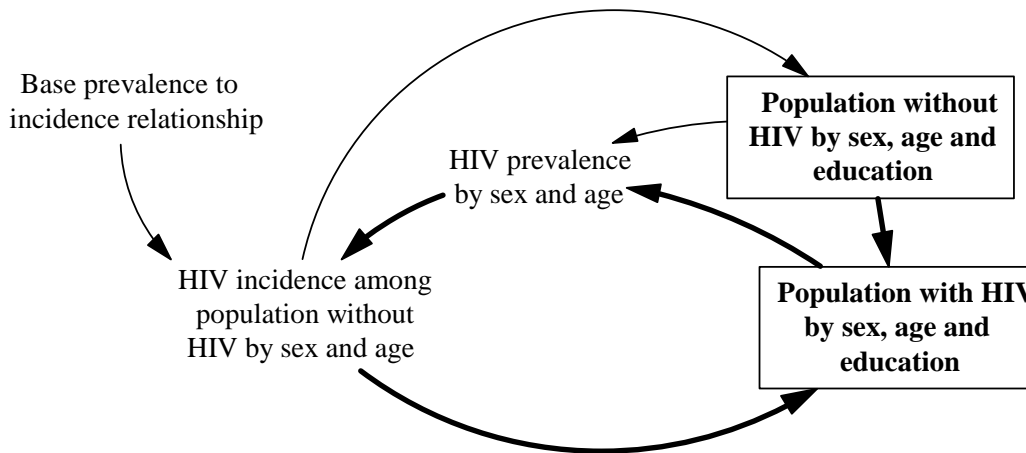 Base prevalence to
incidence relationship
Population without
HIV by sex, age and
education
HIV prevalence
by sex and age
HIV incidence among
population without
HIV by sex and age
Population with HIV
by sex, age and
education